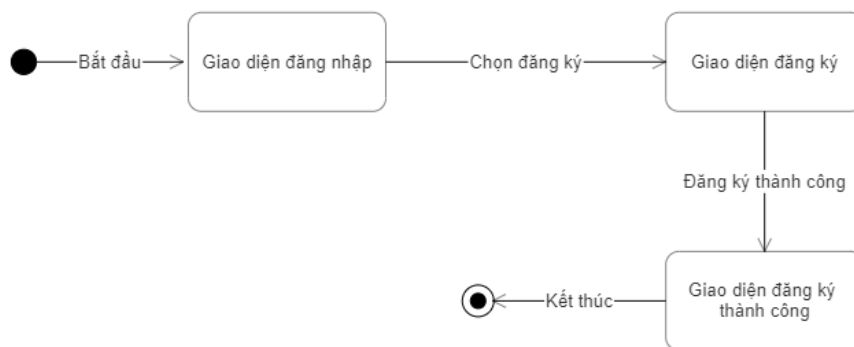 Bắt đầu
Giao diện đăng nhập
Chọn đăng ký
Giao diện đăng ký
Đăng ký thành công
Giao diện đăng ký
thành công
Kết thúc